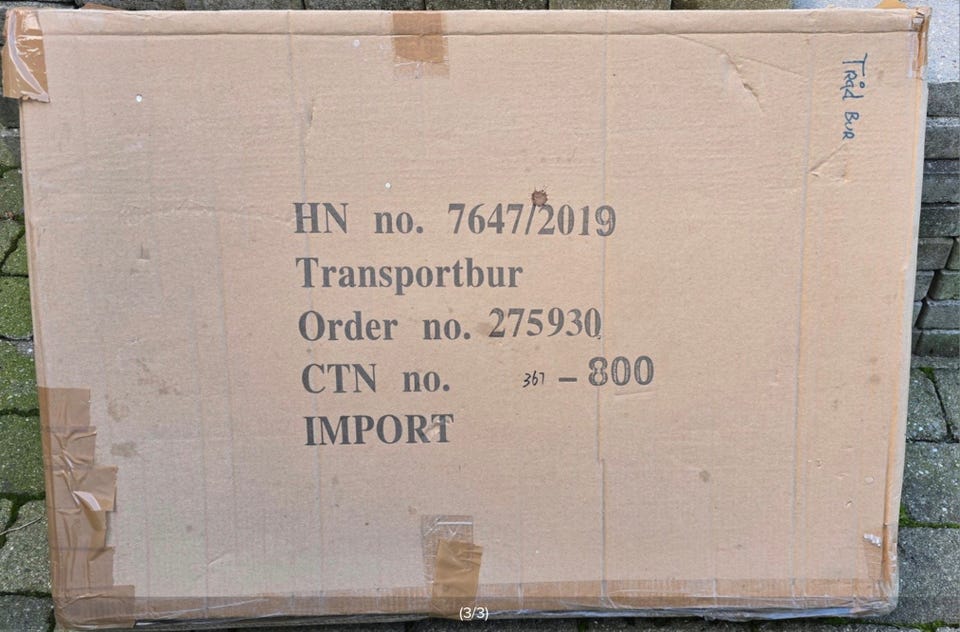 Tråd Bur
HN no. 7647/2019
Transportbur
Order no. 275930
CTN no. 367 – 800
IMPORT
(3/3)